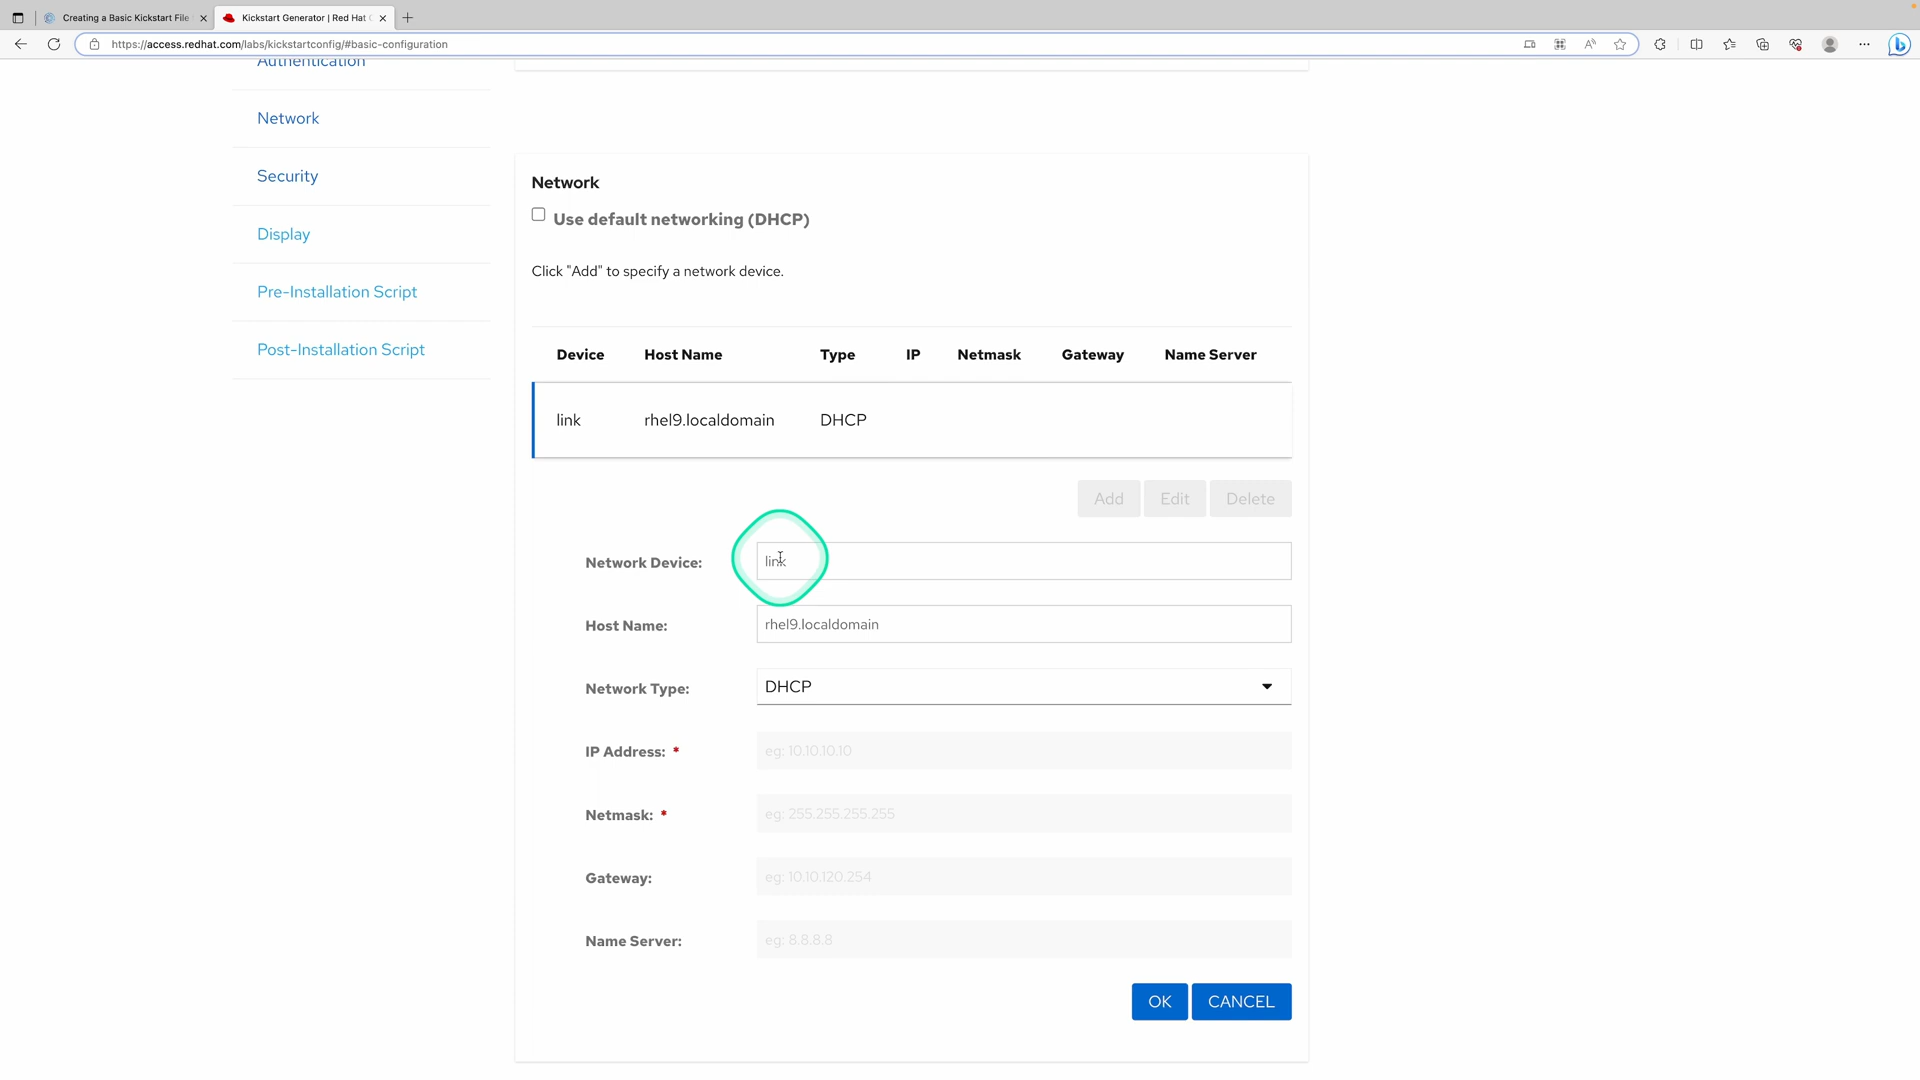 Creating a Basic Kickstart File
Kickstart Generator | Red Hat C
https://access.redhat.com/labs/kickstartconfig/#basic-configuration
Authentication
Network
Security
Display
Pre-Installation Script
Post-Installation Script
Network
Use default networking (DHCP)
Click "Add" to specify a network device.
Device Host Name Type IP Netmask Gateway Name Server
link rhel9.localdomain DHCP
Add Edit Delete
Network Device: link
Host Name: rhel9.localdomain
Network Type: DHCP
IP Address: * eg: 10.10.10.10
Netmask: * eg: 255.255.255.255
Gateway: eg: 10.10.120.254
Name Server: eg: 8.8.8.8
OK CANCEL